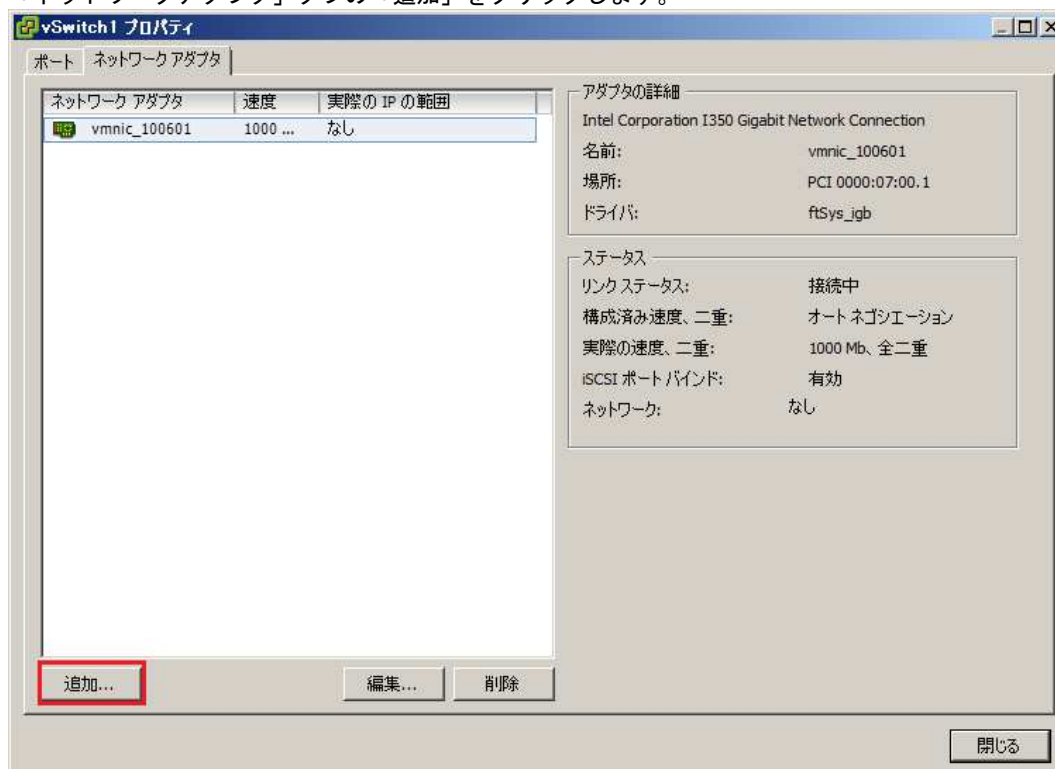 vSwitch1 プロパティ
ポート ネットワーク アダプタ
ネットワーク アダプタ 速度 実際の IP の範囲
vmnic_100601 1000 ... なし
アダプタの詳細
Intel Corporation I350 Gigabit Network Connection
名前: vmnic_100601
場所: PCI 0000:07:00.1
ドライバ: ftSys_igb
ステータス
リンク ステータス: 接続中
構成済み速度、二重: オート ネゴシエーション
実際の速度、二重: 1000 Mb、全二重
iSCSI ポート バインド: 有効
ネットワーク: なし
追加... 編集... 削除
閉じる